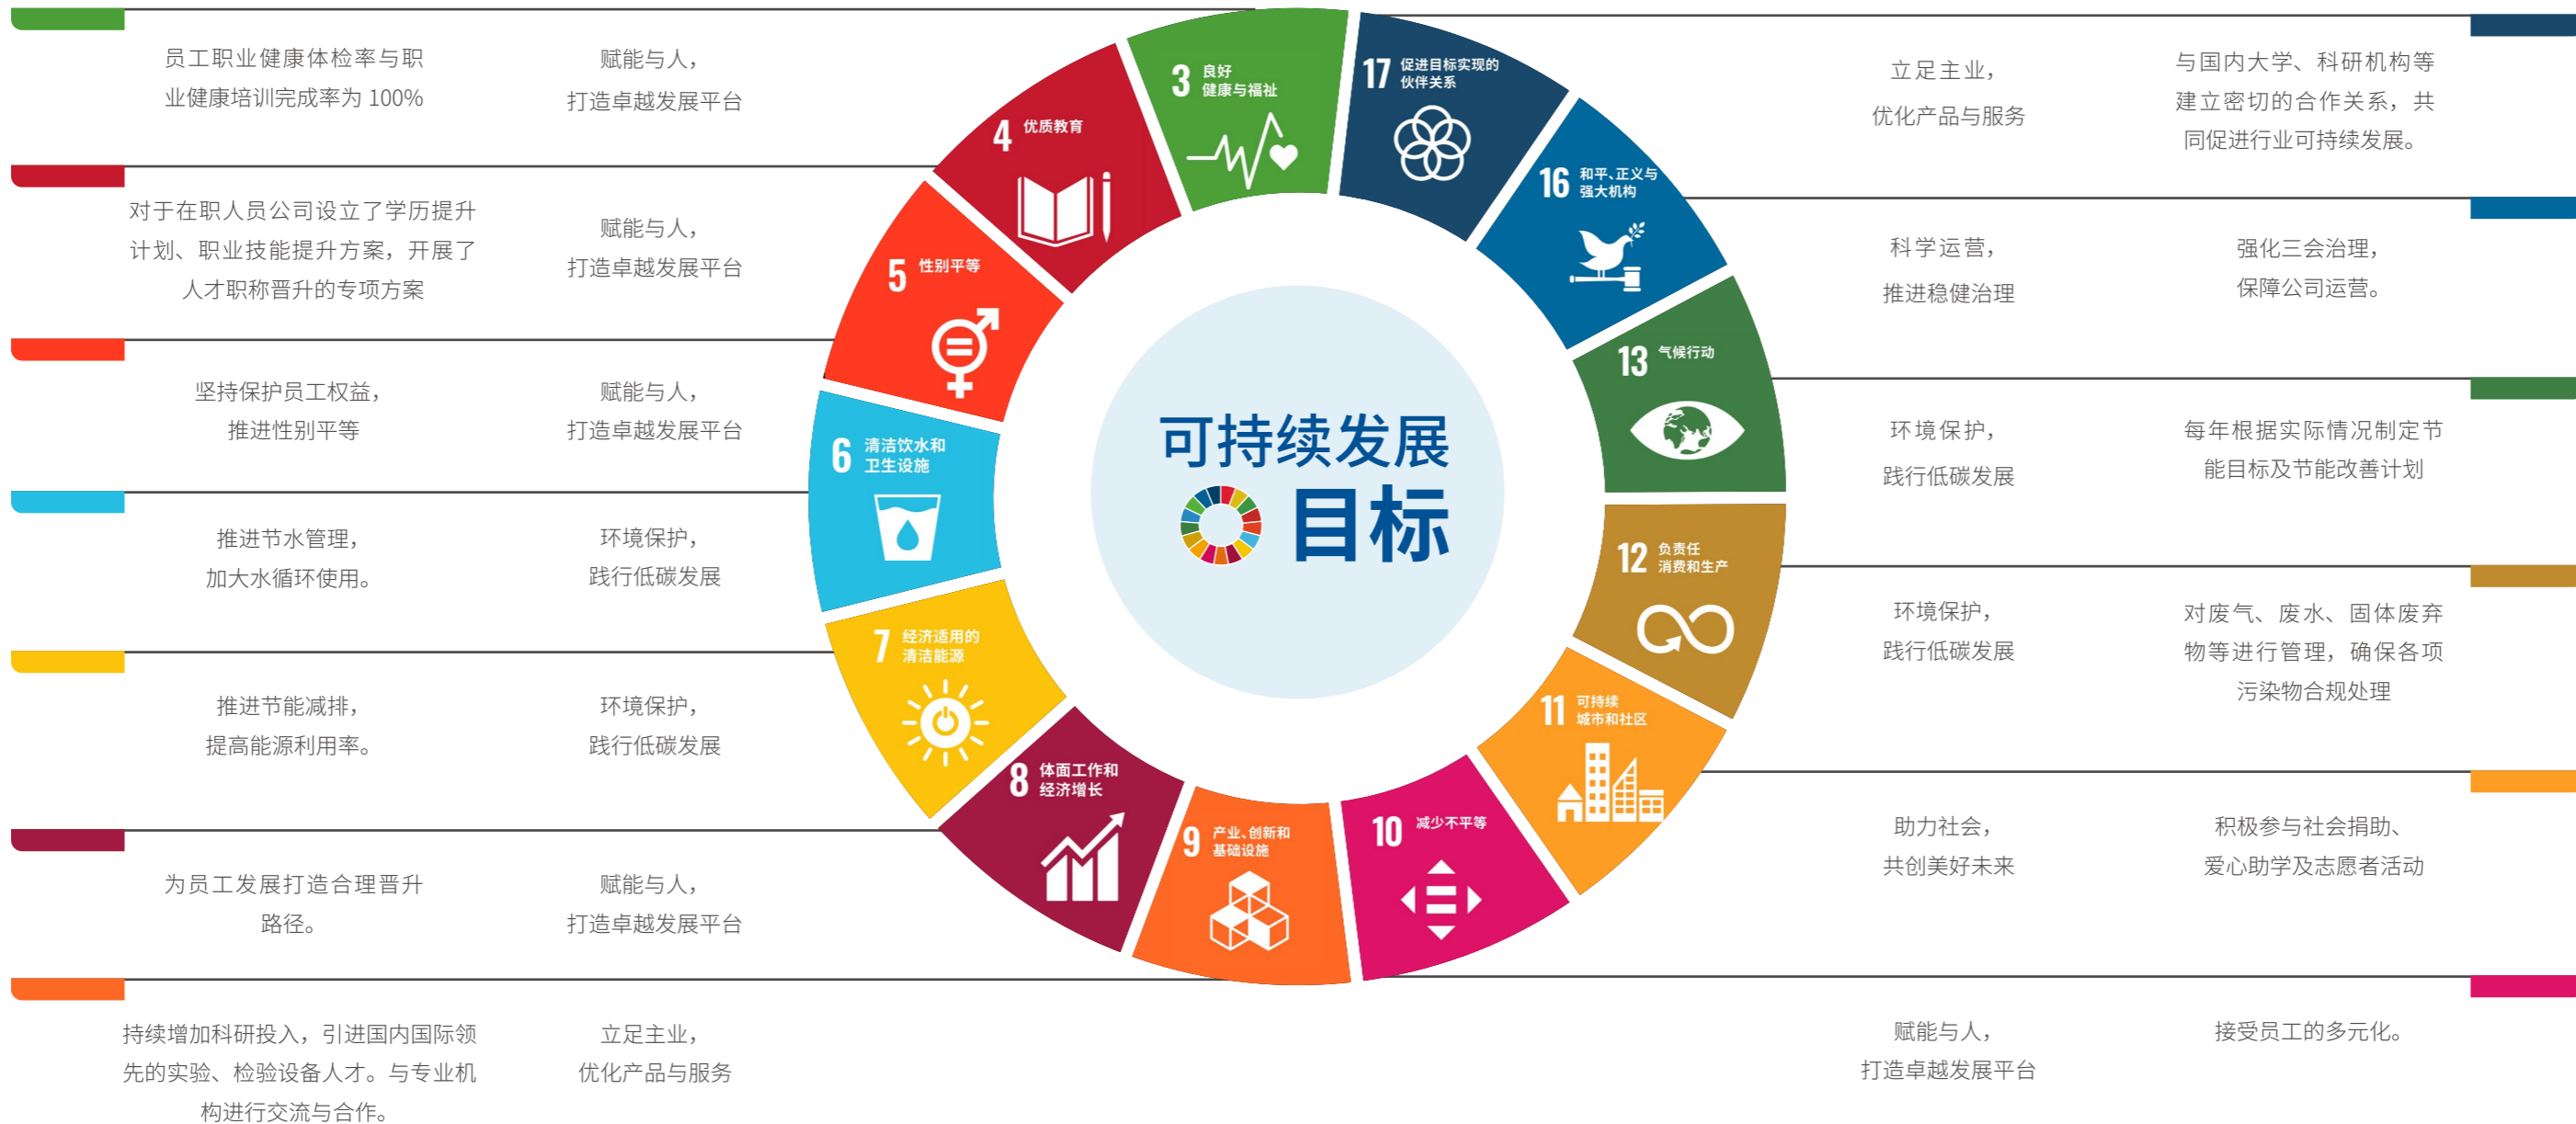 员工职业健康体检率与职
业健康培训完成率为 100%
赋能与人，
打造卓越发展平台
对于在职人员公司设立了学历提升
计划、职业技能提升方案，开展了
人才职称晋升的专项方案
赋能与人，
打造卓越发展平台
坚持保护员工权益，
推进性别平等
赋能与人，
打造卓越发展平台
推进节水管理，
加大水循环使用。
环境保护，
践行低碳发展
推进节能减排，
提高能源利用率。
环境保护，
践行低碳发展
为员工发展打造合理晋升
路径。
赋能与人，
打造卓越发展平台
持续增加科研投入，引进国内国际领
先的实验、检验设备人才。与专业机
构进行交流与合作。
立足主业，
优化产品与服务
3 良好
健康与福祉
4 优质教育
5 性别平等
6 清洁饮水和
卫生设施
7 经济适用的
清洁能源
8 体面工作和
经济增长
9 产业、创新和
基础设施
10 减少不平等
11 可持续
城市和社区
12 负责任
消费和生产
13 气候行动
16 和平、正义与
强大机构
17 促进目标实现的
伙伴关系
可持续发展
目标
立足主业，
优化产品与服务
与国内大学、科研机构等
建立密切的合作关系，共
同促进行业可持续发展。
科学运营，
推进稳健治理
强化三会治理，
保障公司运营。
环境保护，
践行低碳发展
每年根据实际情况制定节
能目标及节能改善计划
环境保护，
践行低碳发展
对废气、废水、固体废弃
物等进行管理，确保各项
污染物合规处理
助力社会，
共创美好未来
积极参与社会捐助、
爱心助学及志愿者活动
赋能与人，
打造卓越发展平台
接受员工的多元化。